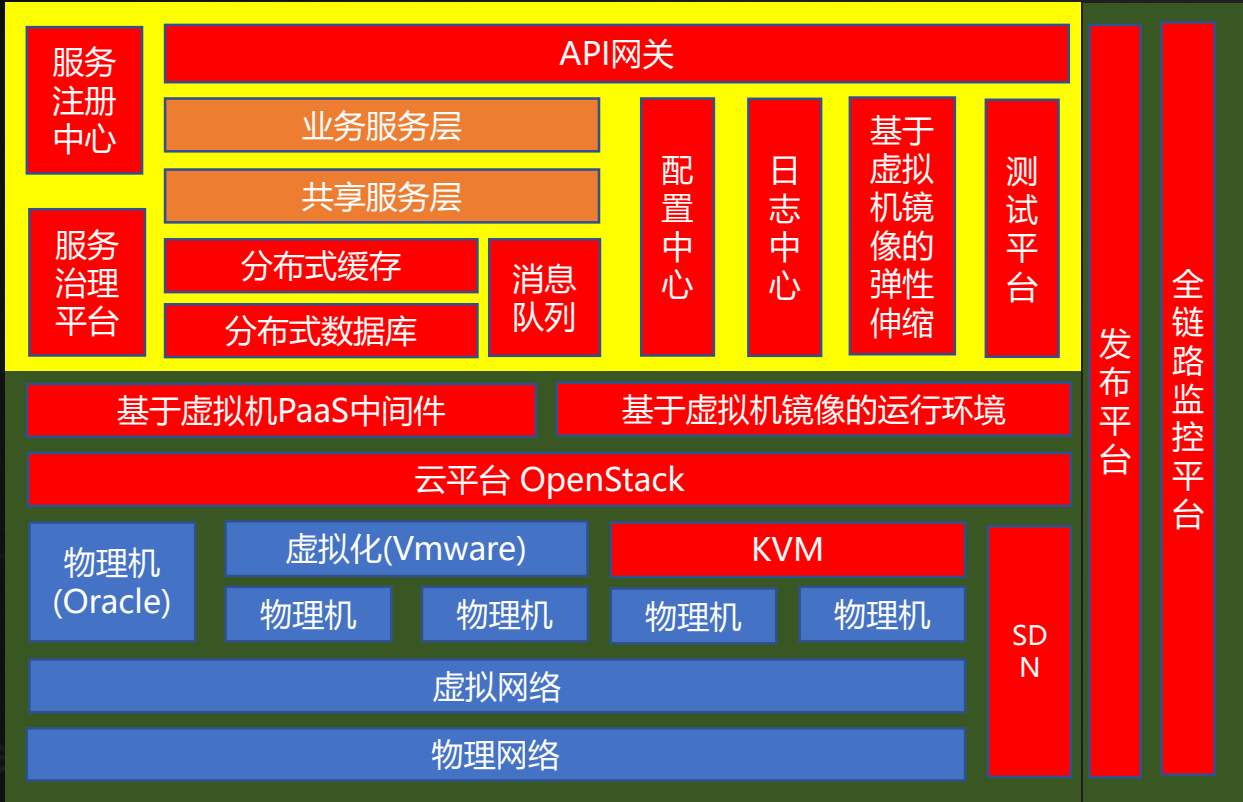 服务
注册
中心
API网关
业务服务层
共享服务层
服务
治理
平台
分布式缓存
分布式数据库
消息
队列
配
置
中
心
日
志
中
心
基于
虚拟
机镜
像的
弹性
伸缩
测
试
平
台
基于虚拟机PaaS中间件
基于虚拟机镜像的运行环境
云平台 OpenStack
物理机
(Oracle)
虚拟化(Vmware)
KVM
物理机
物理机
物理机
物理机
虚拟网络
物理网络
SD
N
发
布
平
台
全
链
路
监
控
平
台